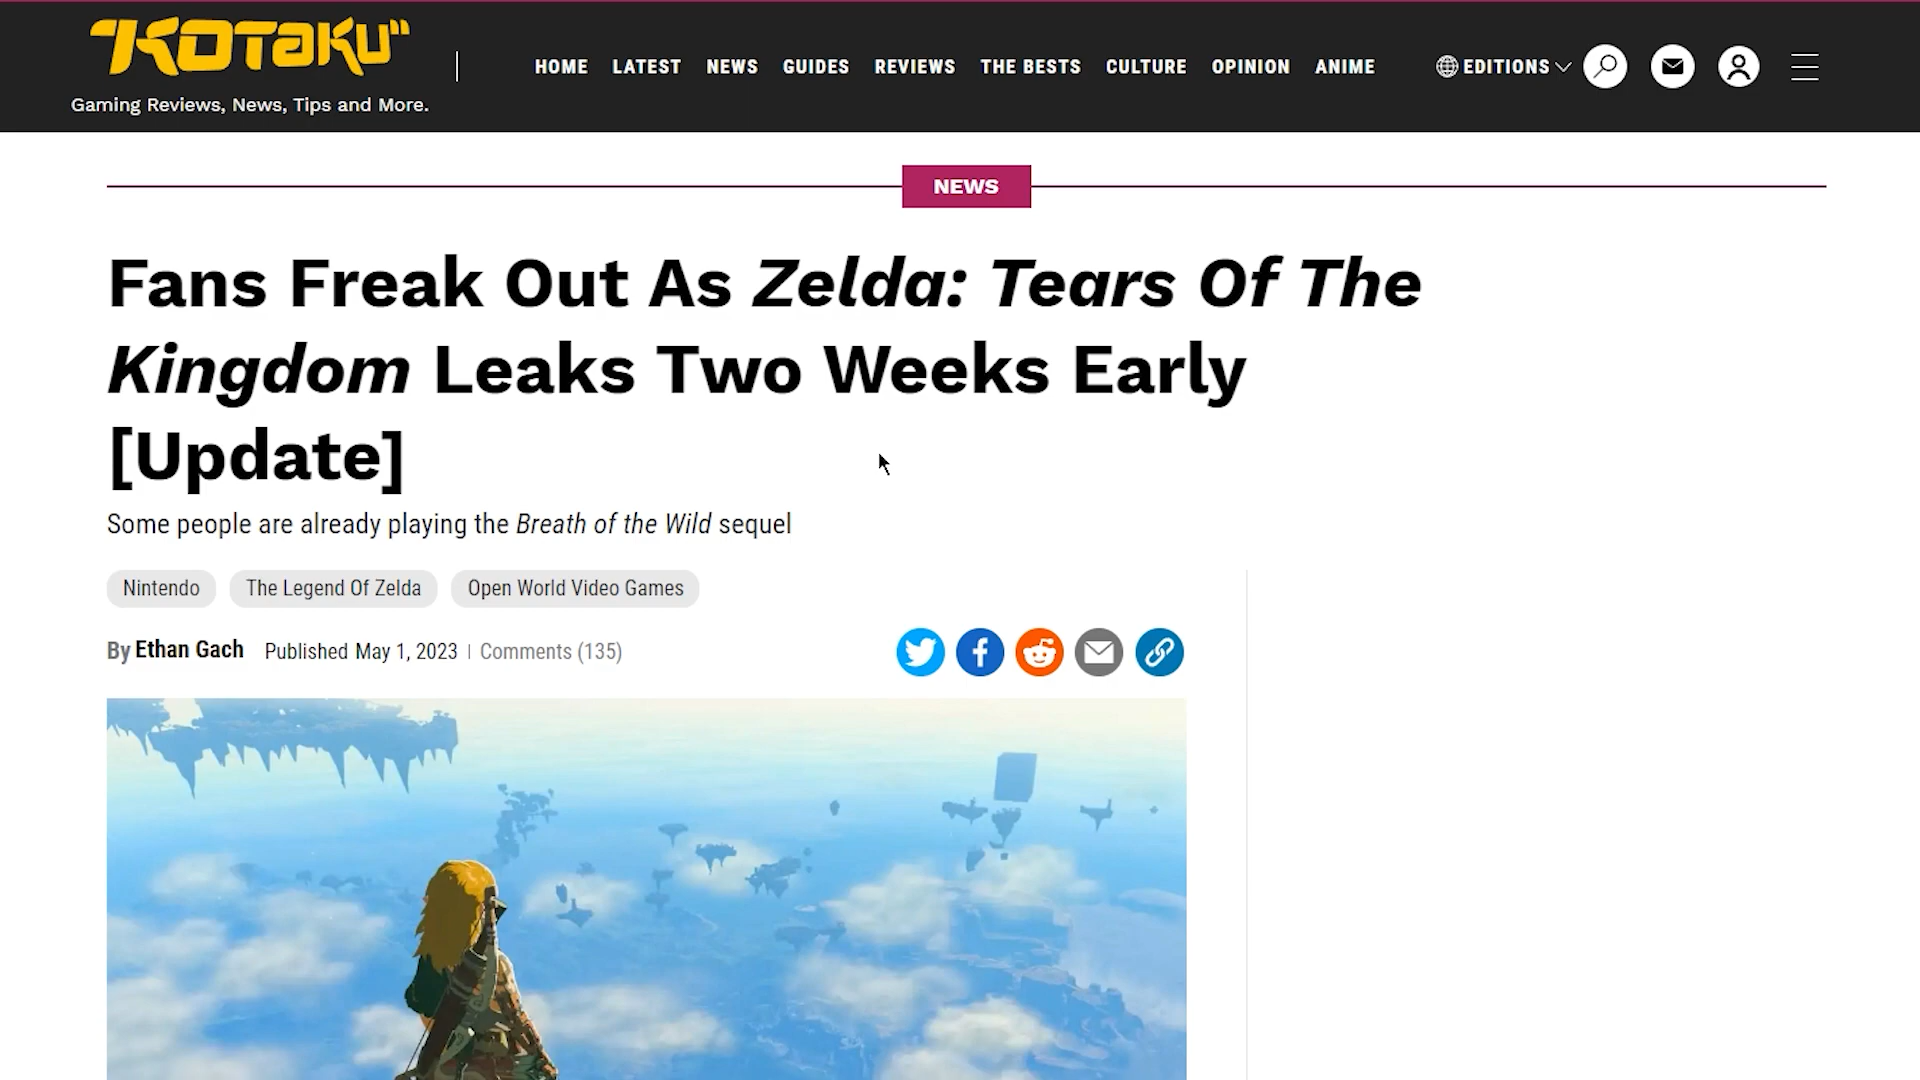 KOTAKU
Gaming Reviews, News, Tips and More.
HOME LATEST NEWS GUIDES REVIEWS THE BESTS CULTURE OPINION ANIME EDITIONS
NEWS
Fans Freak Out As Zelda: Tears Of The
Kingdom Leaks Two Weeks Early
[Update]
Some people are already playing the Breath of the Wild sequel
Nintendo The Legend Of Zelda Open World Video Games
By Ethan Gach Published May 1, 2023 | Comments (135)